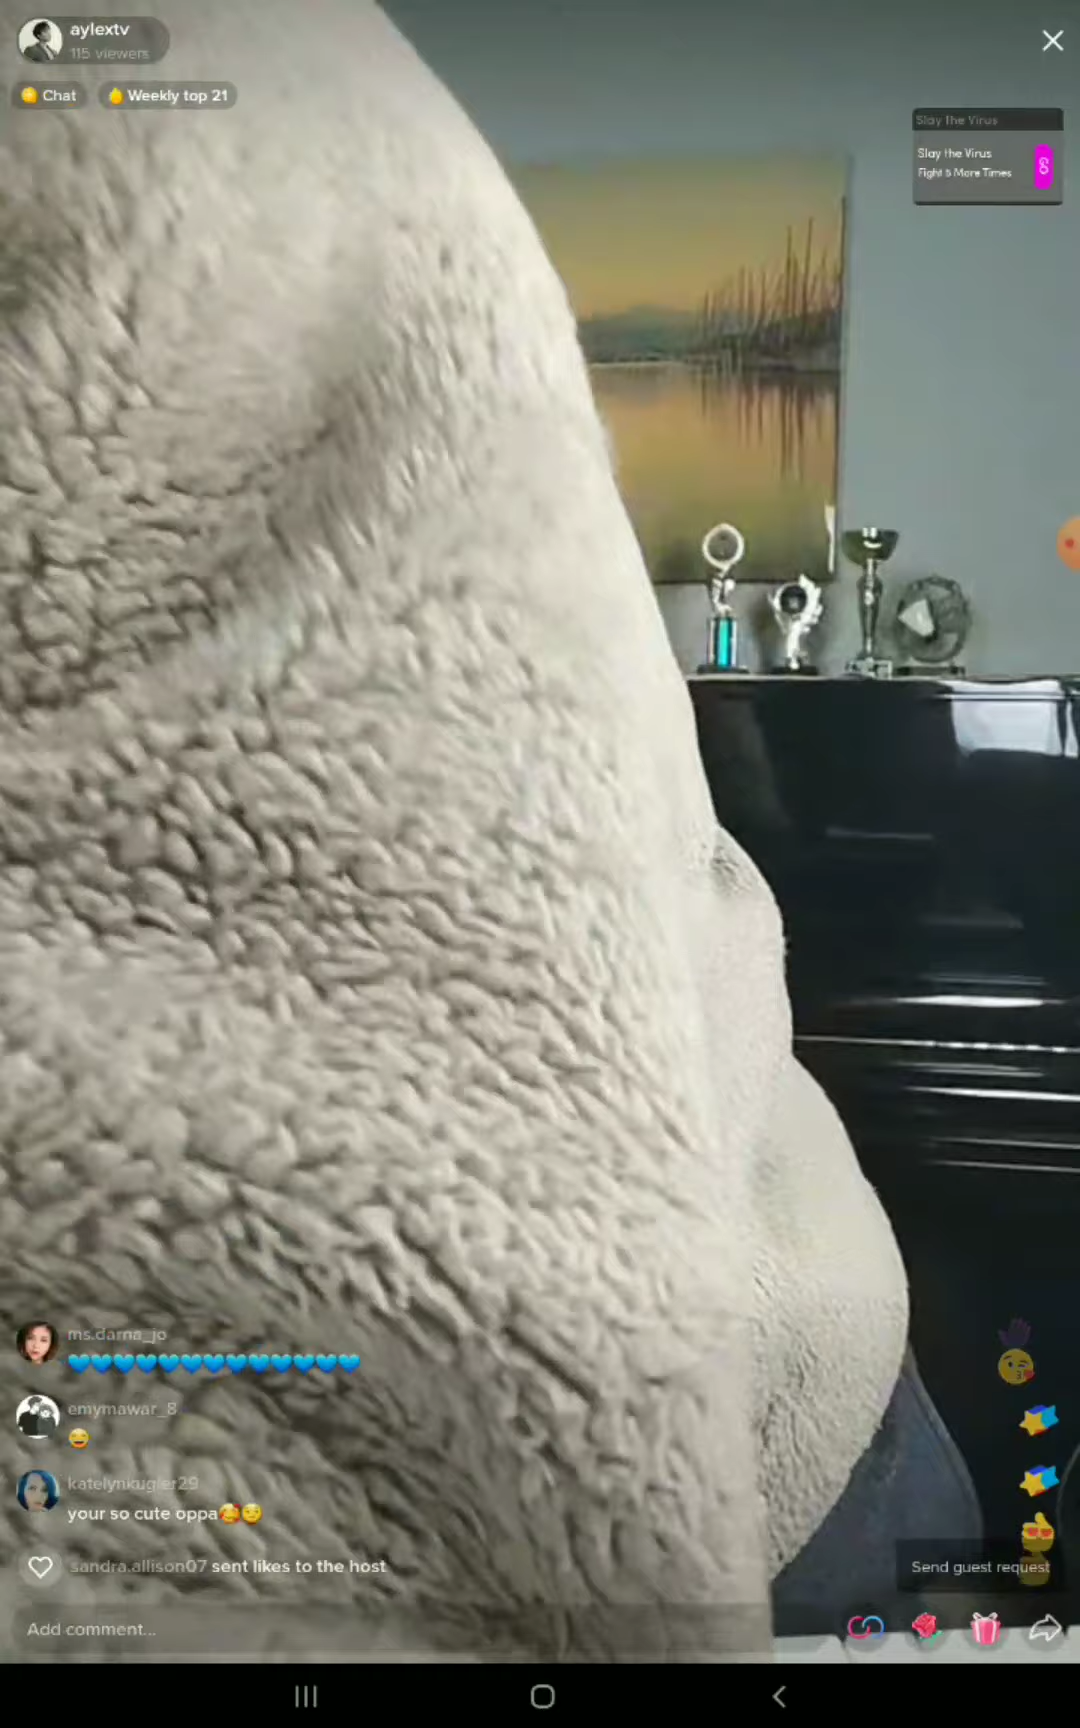 aylextv
115 viewers
Chat
Weekly top 21
Slay the Virus
Slay the Virus
Fight 5 More Times
ms.darna_jo
💙💙💙💙💙💙💙💙💙💙💙💙💙
emymawar_8
😂
katelynkugler29
your so cute oppa🥰😏
sandra.allison07 sent likes to the host
Send guest request
Add comment...